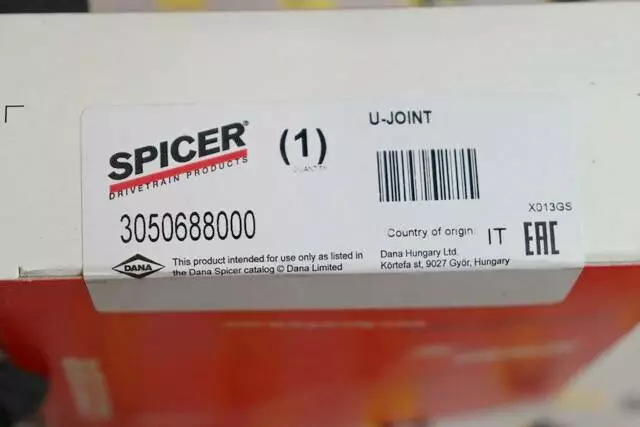 SPICER®
DRIVETRAIN PRODUCTS
(1)
QUANTITY
U-JOINT
3050688000
X013GS
Country of origin: IT
EAC
DANA
This product intended for use only as listed in
the Dana Spicer catalog © Dana Limited
Dana Hungary Ltd.
Körtefa st, 9027 Győr, Hungary